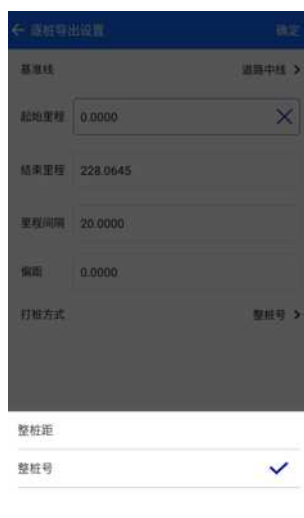 逐桩导出设置 确定
基准线 道路中线
起始里程 0.0000
结束里程 228.0645
里程间隔 20.0000
偏距 0.0000
打桩方式 整桩号
整桩距
整桩号